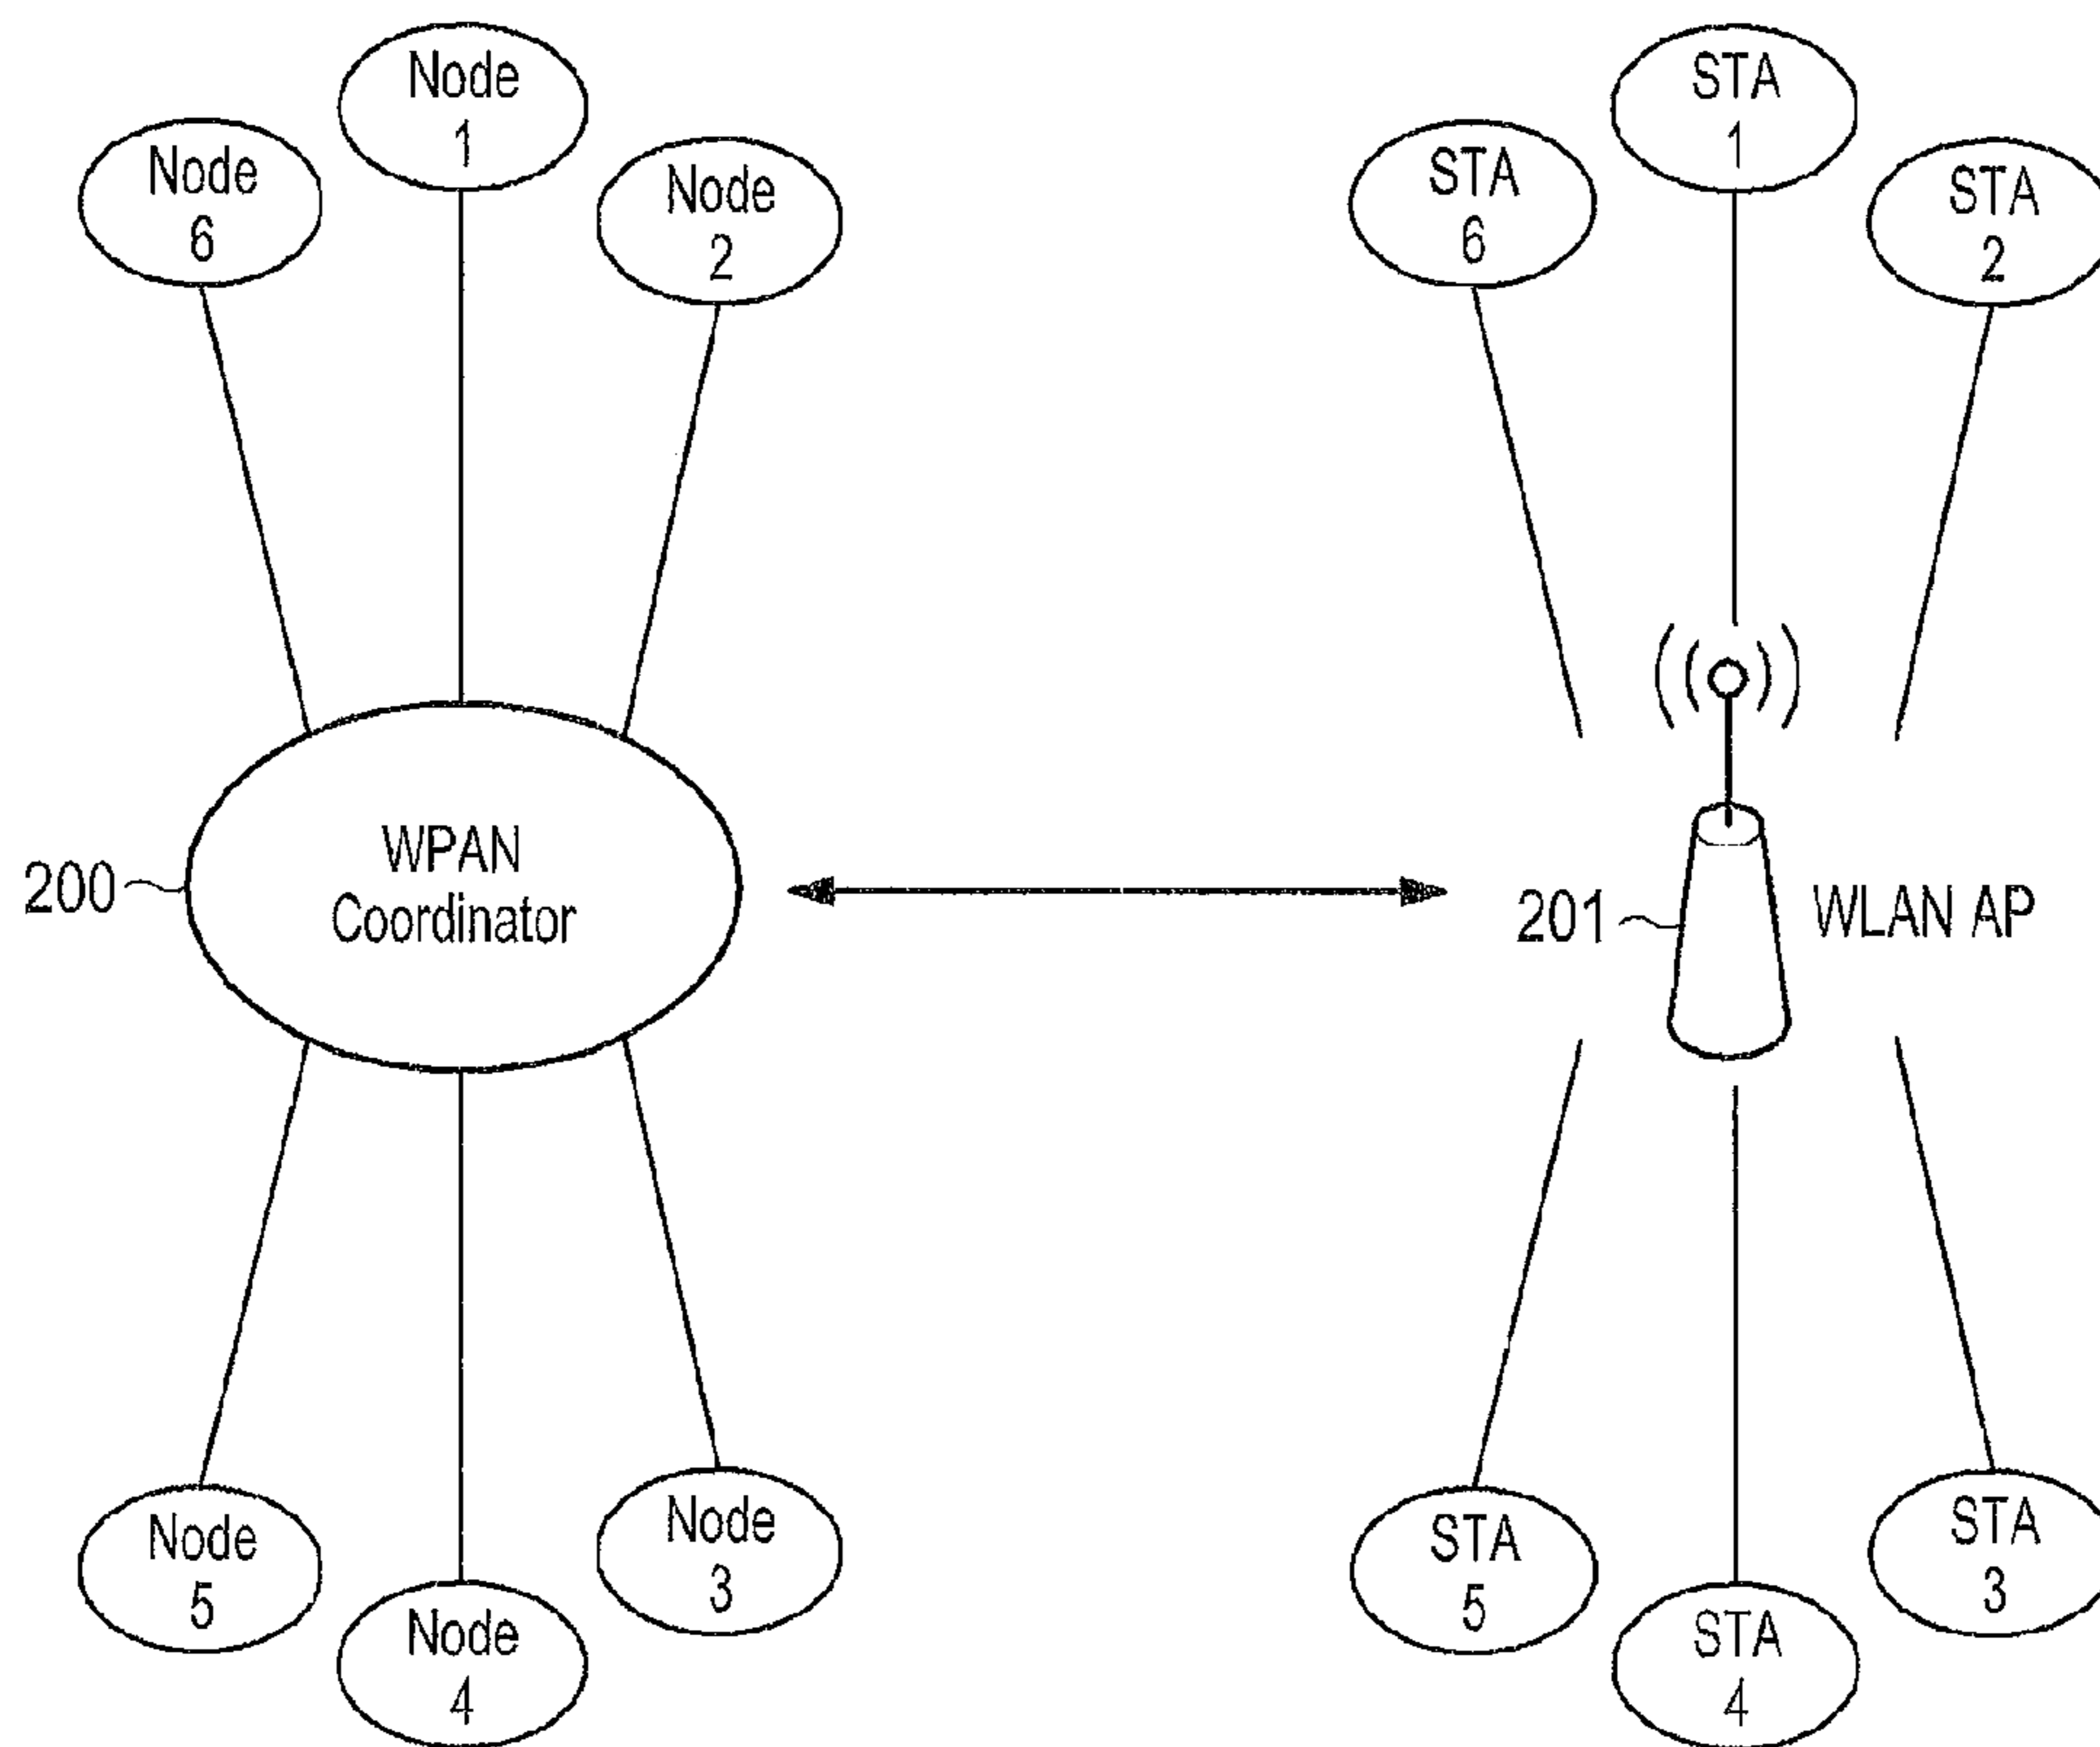 Node
1
Node
6
Node
2
STA
1
STA
6
STA
2
200
WPAN
Coordinator
201
WLAN AP
Node
5
Node
4
Node
3
STA
5
STA
4
STA
3